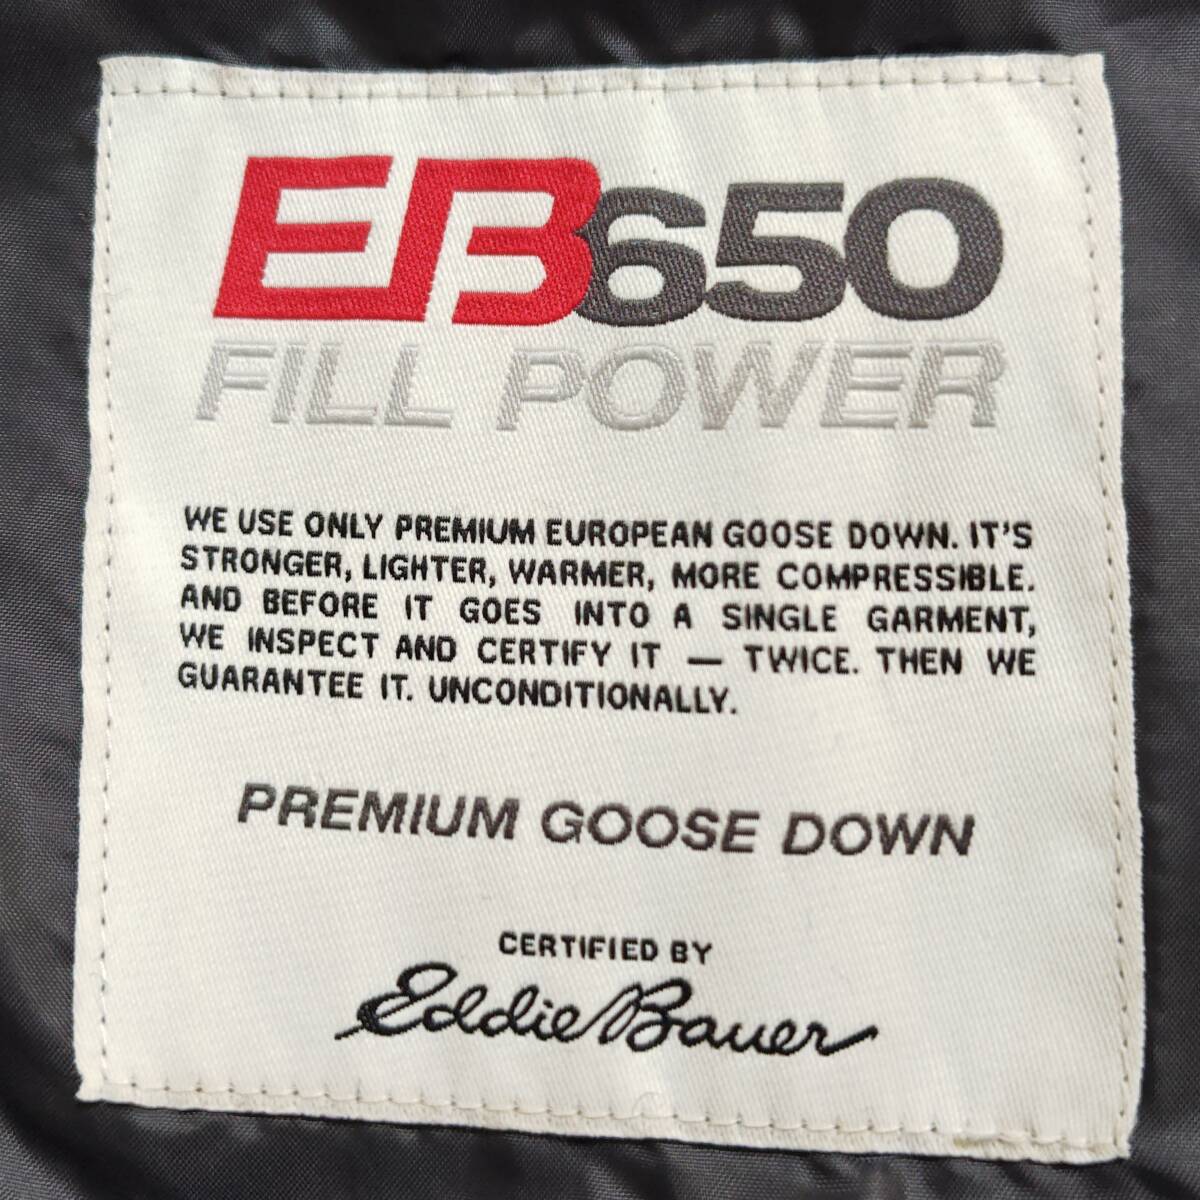 EB650
FILL POWER
WE USE ONLY PREMIUM EUROPEAN GOOSE DOWN. IT'S
STRONGER, LIGHTER, WARMER, MORE COMPRESSIBLE.
AND BEFORE IT GOES INTO A SINGLE GARMENT,
WE INSPECT AND CERTIFY IT — TWICE. THEN WE
GUARANTEE IT. UNCONDITIONALLY.
PREMIUM GOOSE DOWN
CERTIFIED BY
Eddie Bauer